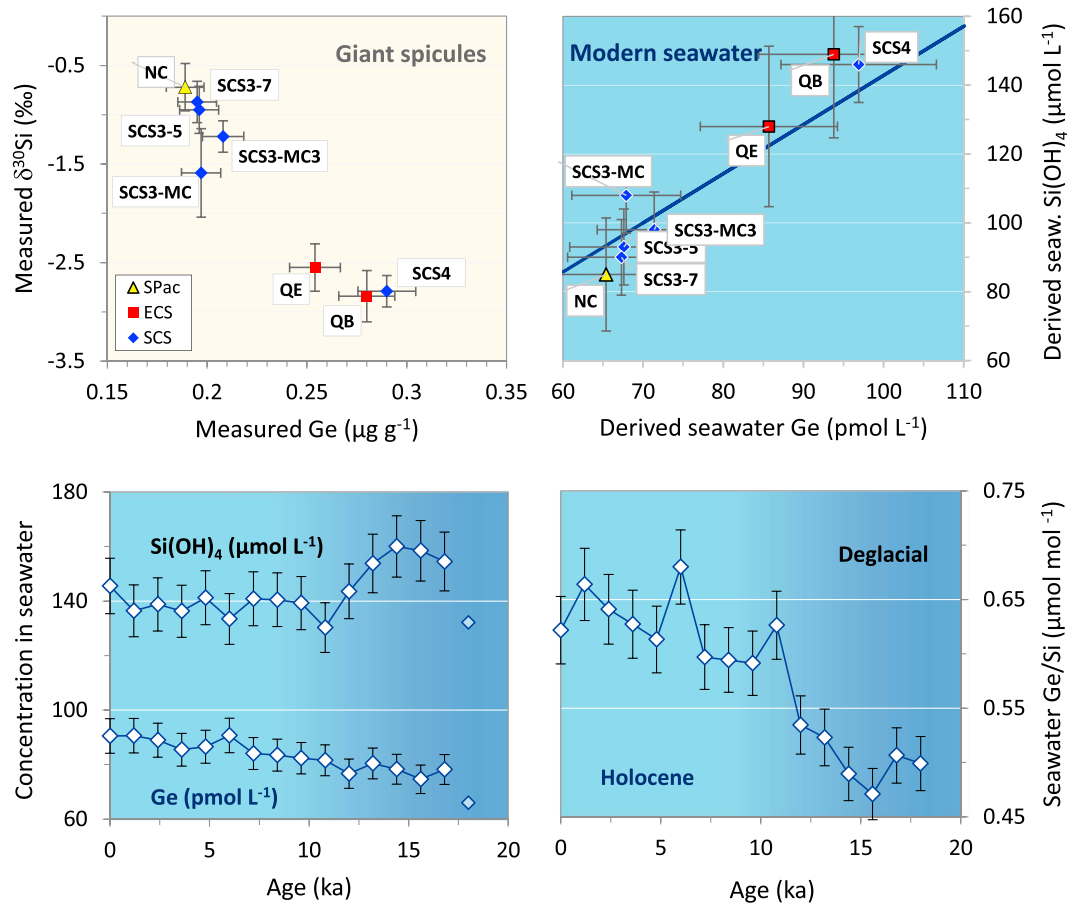 Giant spicules
Measured δ³⁰Si (‰)
-0.5
-1.5
-2.5
-3.5
NC
SCS3-7
SCS3-5
SCS3-MC3
SCS3-MC
QE
QB
SCS4
SPac
ECS
SCS
0.15
0.2
0.25
0.3
0.35
Measured Ge (µg g⁻¹)
Modern seawater
SCS4
QB
QE
SCS3-MC
SCS3-MC3
SCS3-5
SCS3-7
NC
160
140
120
100
80
60
Derived seaw. Si(OH)₄ (µmol L⁻¹)
60
70
80
90
100
110
Derived seawater Ge (pmol L⁻¹)
Concentration in seawater
180
140
100
60
Si(OH)₄ (µmol L⁻¹)
Ge (pmol L⁻¹)
0
5
10
15
20
Age (ka)
Deglacial
Holocene
0.75
0.65
0.55
0.45
Seawater Ge/Si (µmol mol ⁻¹)
0
5
10
15
20
Age (ka)